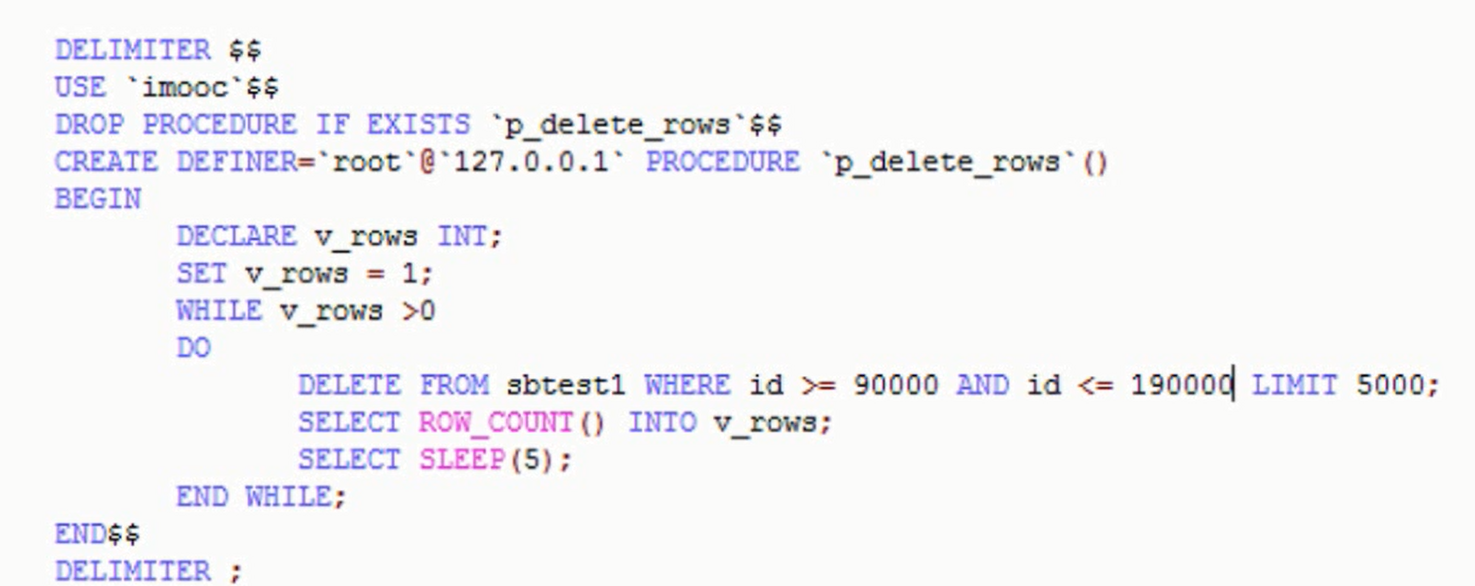 DELIMITER $$
USE `imooc`$$
DROP PROCEDURE IF EXISTS `p_delete_rows`$$
CREATE DEFINER=`root`@`127.0.0.1` PROCEDURE `p_delete_rows`()
BEGIN
DECLARE v_rows INT;
SET v_rows = 1;
WHILE v_rows >0
DO
DELETE FROM sbtest1 WHERE id >= 90000 AND id <= 190000 LIMIT 5000;
SELECT ROW_COUNT() INTO v_rows;
SELECT SLEEP(5);
END WHILE;
END$$
DELIMITER ;